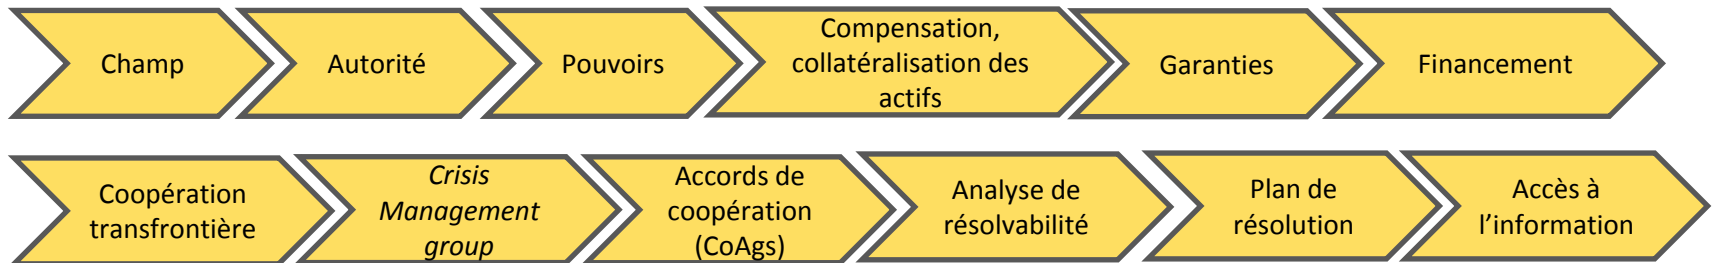 Champ
Autorité
Pouvoirs
Compensation,
collatéralisation des
actifs
Garanties
Financement
Coopération
transfrontière
Crisis
Management
group
Accords de
coopération
(CoAgs)
Analyse de
résolvabilité
Plan de
résolution
Accès à
l’information